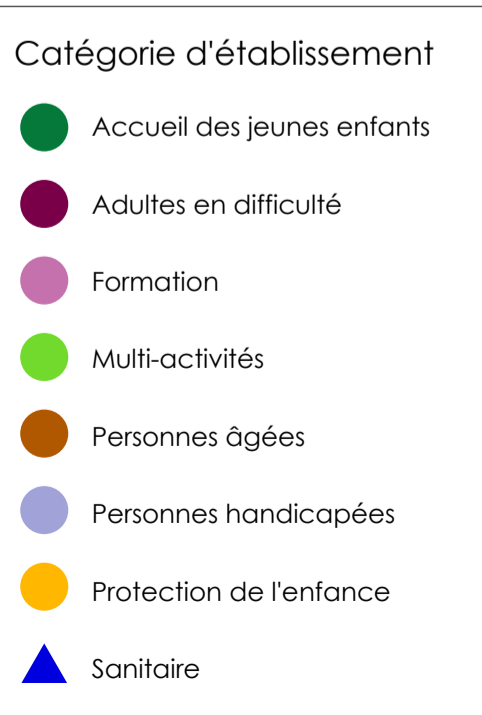 Catégorie d'établissement
Accueil des jeunes enfants
Adultes en difficulté
Formation
Multi-activités
Personnes âgées
Personnes handicapées
Protection de l'enfance
Sanitaire